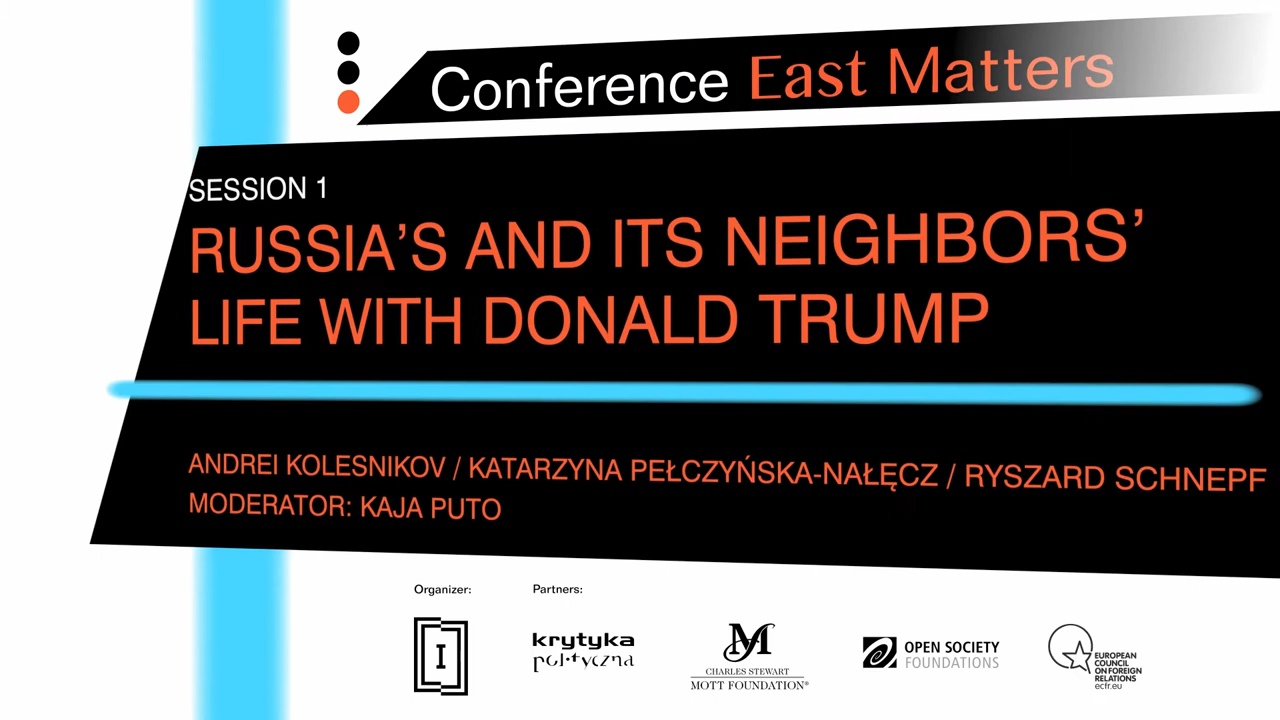 Conference East Matters
SESSION 1
RUSSIA’S AND ITS NEIGHBORS’
LIFE WITH DONALD TRUMP
ANDREI KOLESNIKOV / KATARZYNA PEŁCZYŃSKA-NAŁĘCZ / RYSZARD SCHNEPF
MODERATOR: KAJA PUTO
Organizer:
Partners:
I
krytyka
polityczna
M
CHARLES STEWART
MOTT FOUNDATION®
OPEN SOCIETY
FOUNDATIONS
EUROPEAN
COUNCIL
ON FOREIGN
RELATIONS
ecfr.eu